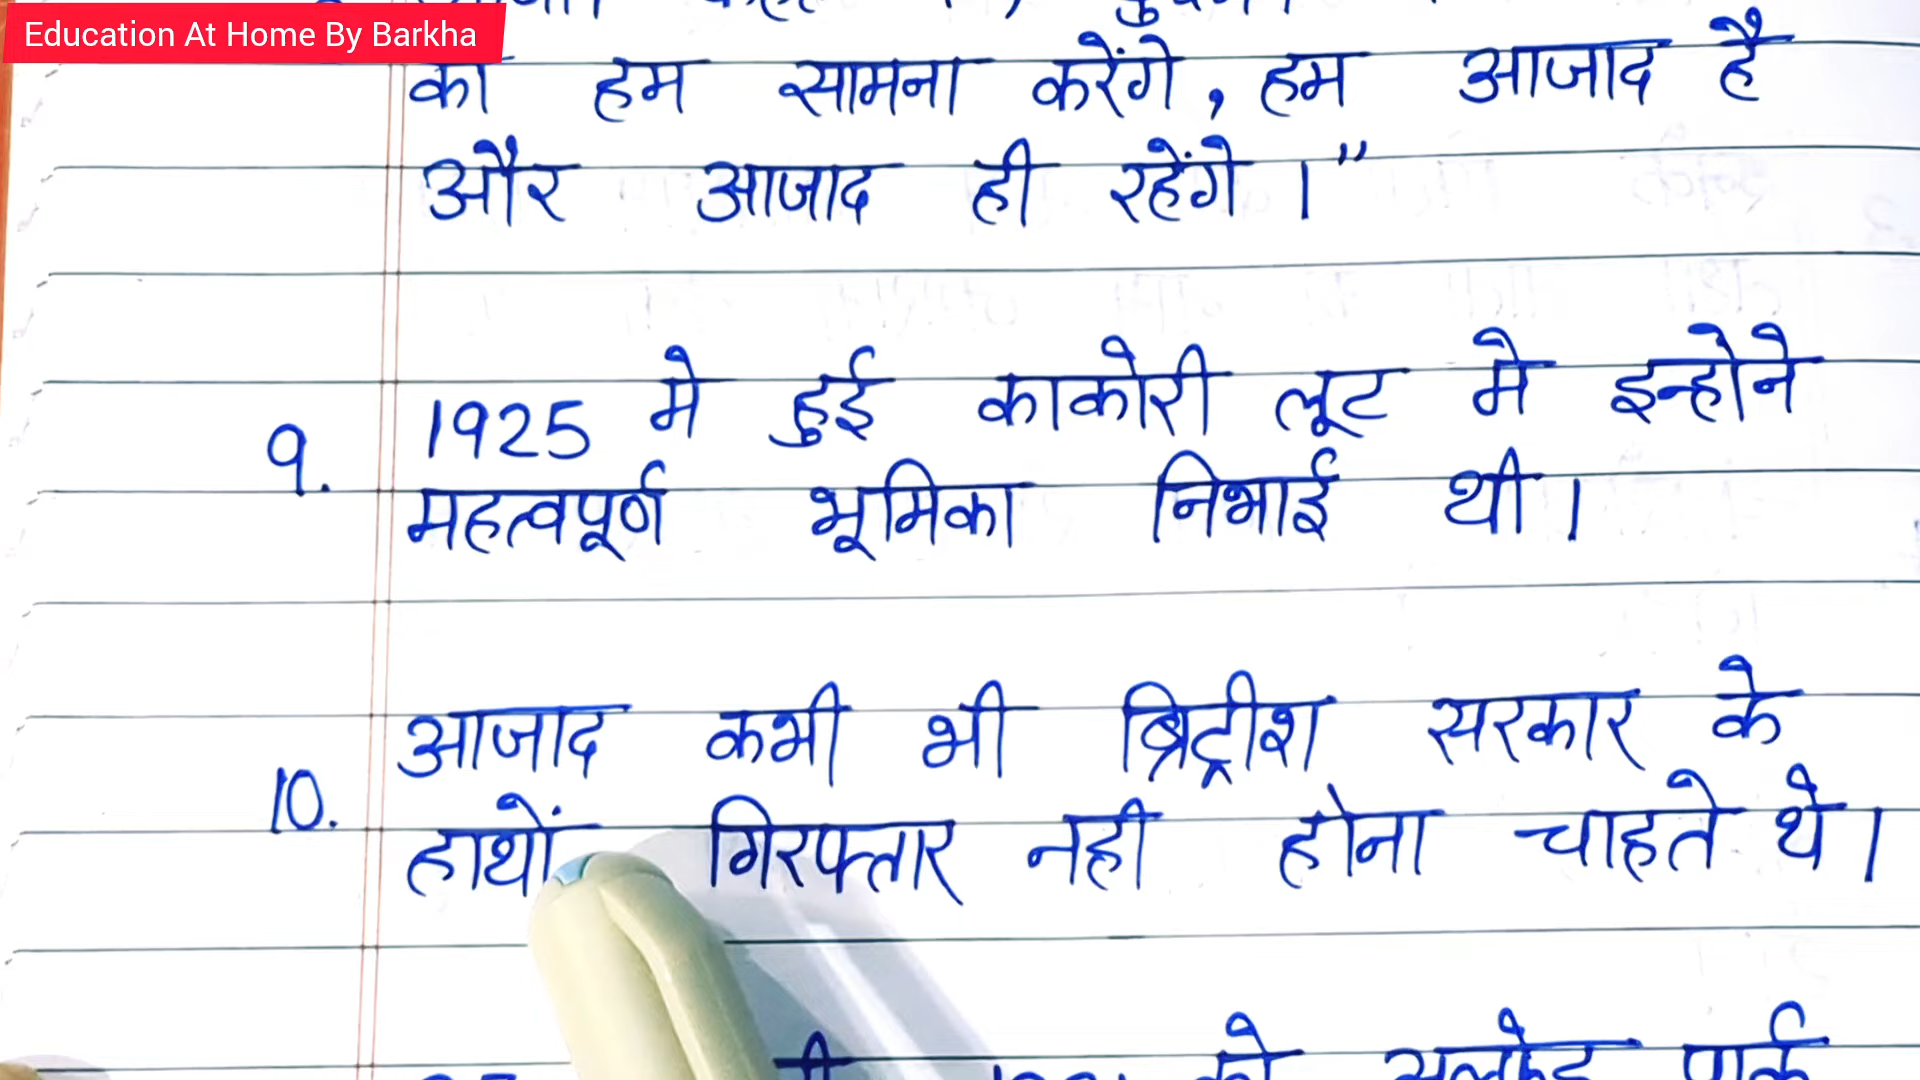 Education At Home By Barkha
का हम सामना करेंगे, हम आजाद है
और आजाद ही रहेंगे।"
9. 1925 मे हुई काकोरी लूट मे इन्होने
महत्वपूर्ण भूमिका निभाई थी।
10. आजाद कभी भी ब्रिट्रीश सरकार के
हाथों गिरफ्तार नही होना चाहते थे।
को अल्फ्रेड पार्क